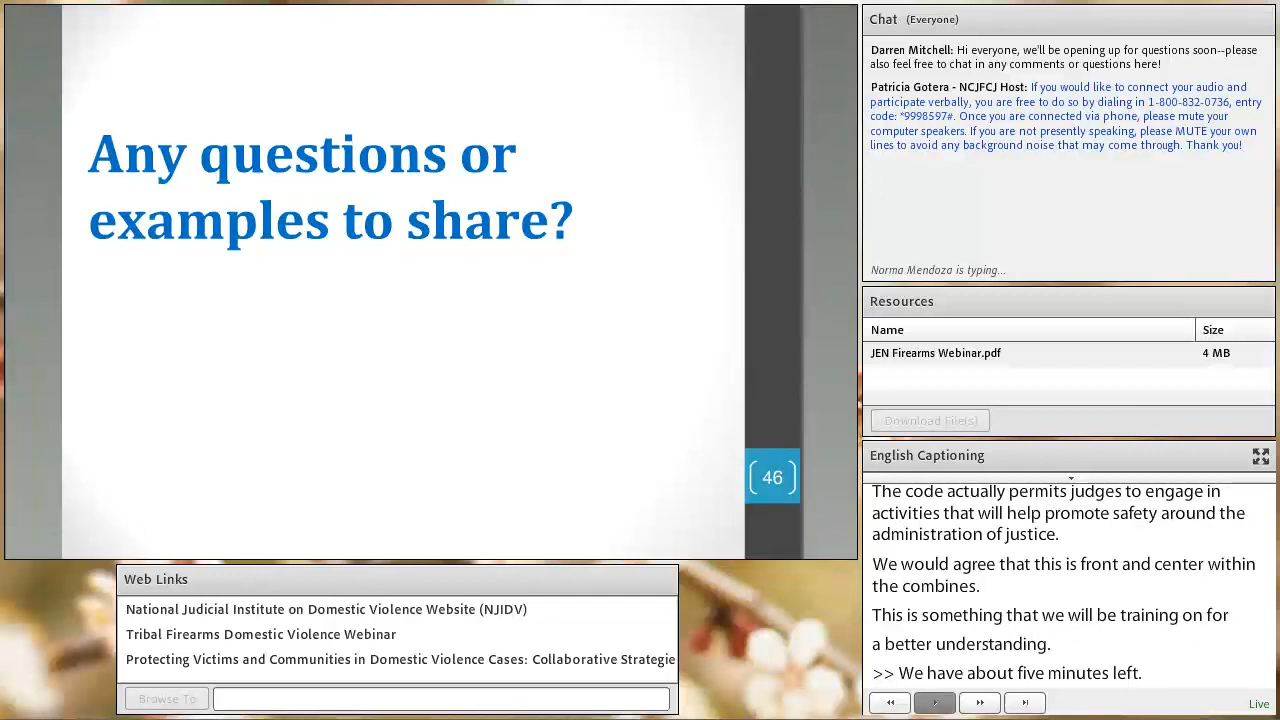 Any questions or
examples to share?
46
Chat (Everyone)
Darren Mitchell: Hi everyone, we'll be opening up for questions soon--please
also feel free to chat in any comments or questions here!
Patricia Gotera - NCJFCJ Host: If you would like to connect your audio and
participate verbally, you are free to do so by dialing in 1-800-832-0736, entry
code: *9998597#. Once you are connected via phone, please mute your
computer speakers. If you are not presently speaking, please MUTE your own
lines to avoid any background noise that may come through. Thank you!
Norma Mendoza is typing...
Resources
Name Size
JEN Firearms Webinar.pdf 4 MB
Download File(s)
English Captioning
The code actually permits judges to engage in
activities that will help promote safety around the
administration of justice.
We would agree that this is front and center within
the combines.
This is something that we will be training on for
a better understanding.
>> We have about five minutes left.
Live
Web Links
National Judicial Institute on Domestic Violence Website (NJIDV)
Tribal Firearms Domestic Violence Webinar
Protecting Victims and Communities in Domestic Violence Cases: Collaborative Strategie
Browse To